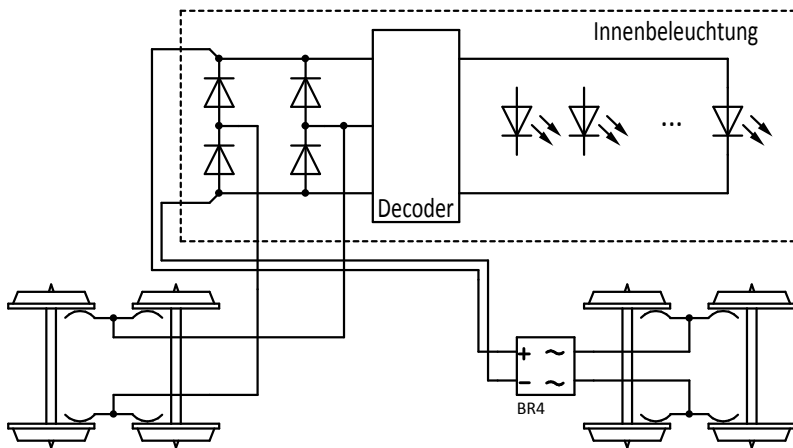 Innenbeleuchtung
...
Decoder
+ ~
− ~
BR4